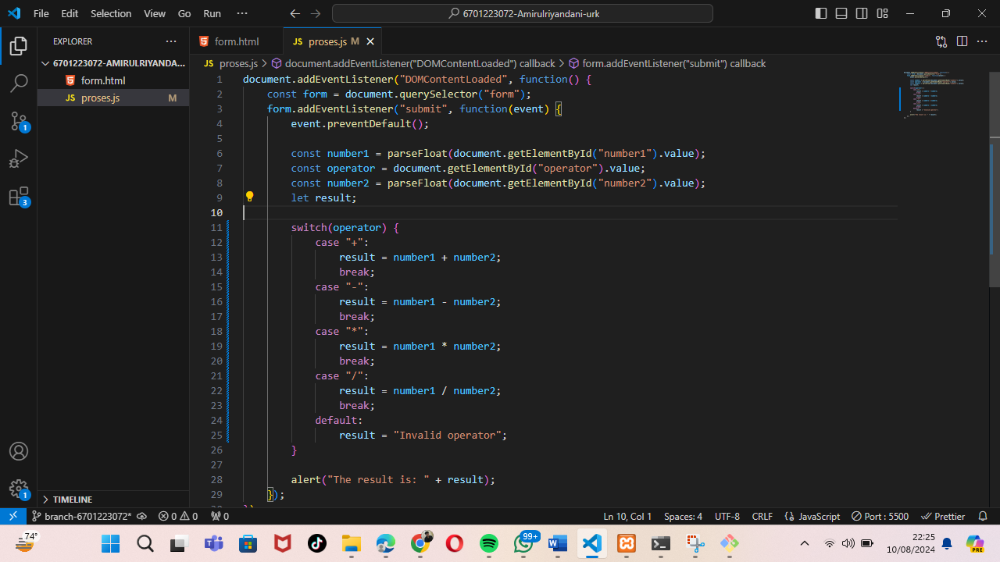 File Edit Selection View Go Run ···
6701223072-Amirulriyandani-urk
EXPLORER ···
6701223072-AMIRULRIYANDA...
form.html
JS proses.js M
TIMELINE
form.html
JS proses.js M
JS proses.js > document.addEventListener("DOMContentLoaded") callback > form.addEventListener("submit") callback
1 document.addEventListener("DOMContentLoaded", function() {
2 const form = document.querySelector("form");
3 form.addEventListener("submit", function(event) {
4 event.preventDefault();
5
6 const number1 = parseFloat(document.getElementById("number1").value);
7 const operator = document.getElementById("operator").value;
8 const number2 = parseFloat(document.getElementById("number2").value);
9 let result;
10
11 switch(operator) {
12 case "+":
13 result = number1 + number2;
14 break;
15 case "-":
16 result = number1 - number2;
17 break;
18 case "*":
19 result = number1 * number2;
20 break;
21 case "/":
22 result = number1 / number2;
23 break;
24 default:
25 result = "Invalid operator";
26 }
27
28 alert("The result is: " + result);
29 });
1
3
1
branch-6701223072* 0 0 0 Ln 10, Col 1 Spaces: 4 UTF-8 CRLF JavaScript Port : 5500 Prettier
74°
99+
22:25
10/08/2024
PRE